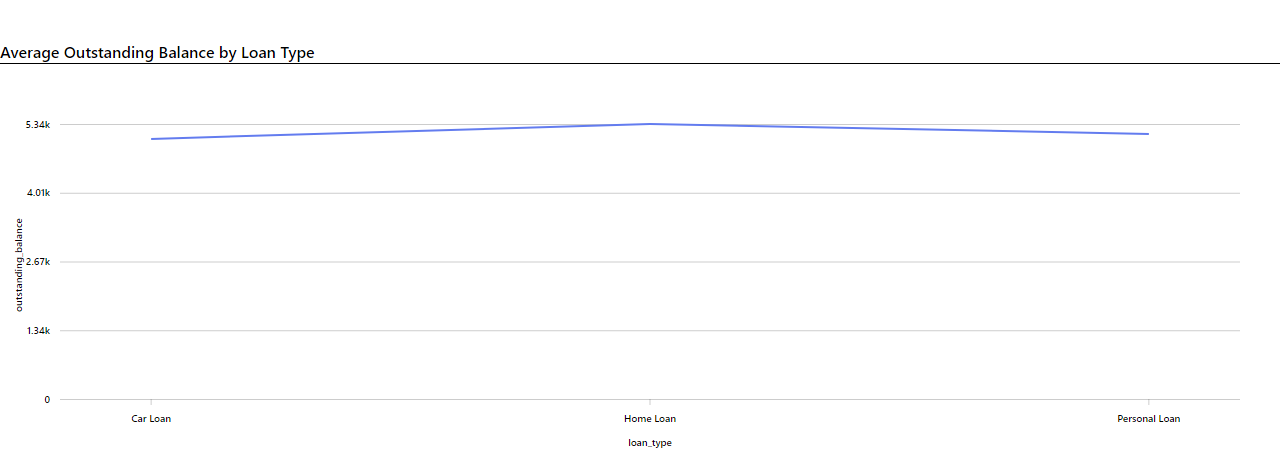 Average Outstanding Balance by Loan Type
5.34k
4.01k
2.67k
1.34k
0
outstanding_balance
Car Loan
Home Loan
Personal Loan
loan_type